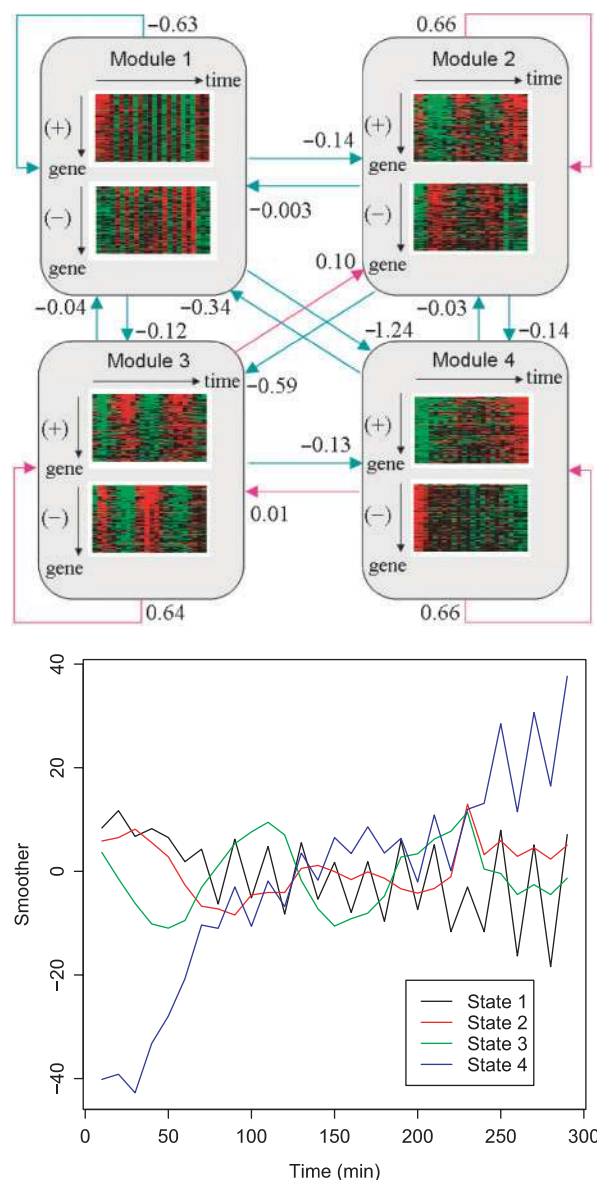 −0.63
0.66
Module 1
time
(+)
gene
(−)
gene
Module 2
time
(+)
gene
(−)
gene
−0.14
−0.003
0.10
−0.04
−0.12
−0.34
−1.24
−0.03
−0.14
Module 3
time
(+)
gene
(−)
gene
−0.59
Module 4
time
(+)
gene
(−)
gene
−0.13
0.01
0.64
0.66
Smoother
40
20
0
−20
−40
State 1
State 2
State 3
State 4
0 50 100 150 200 250 300
Time (min)